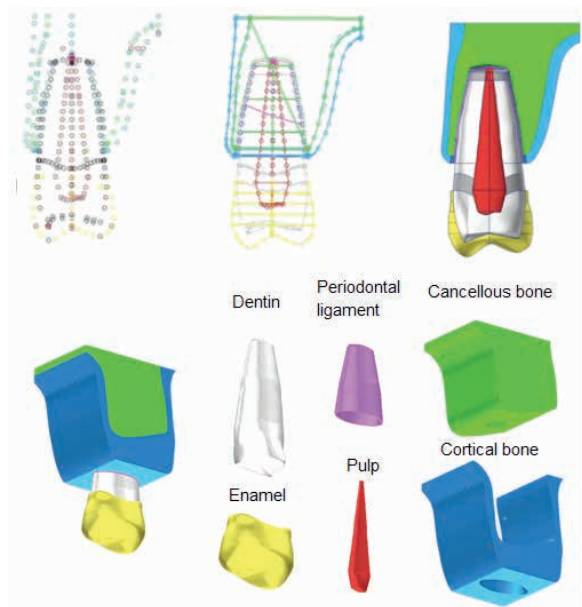 Dentin
Periodontal
ligament
Cancellous bone
Enamel
Pulp
Cortical bone